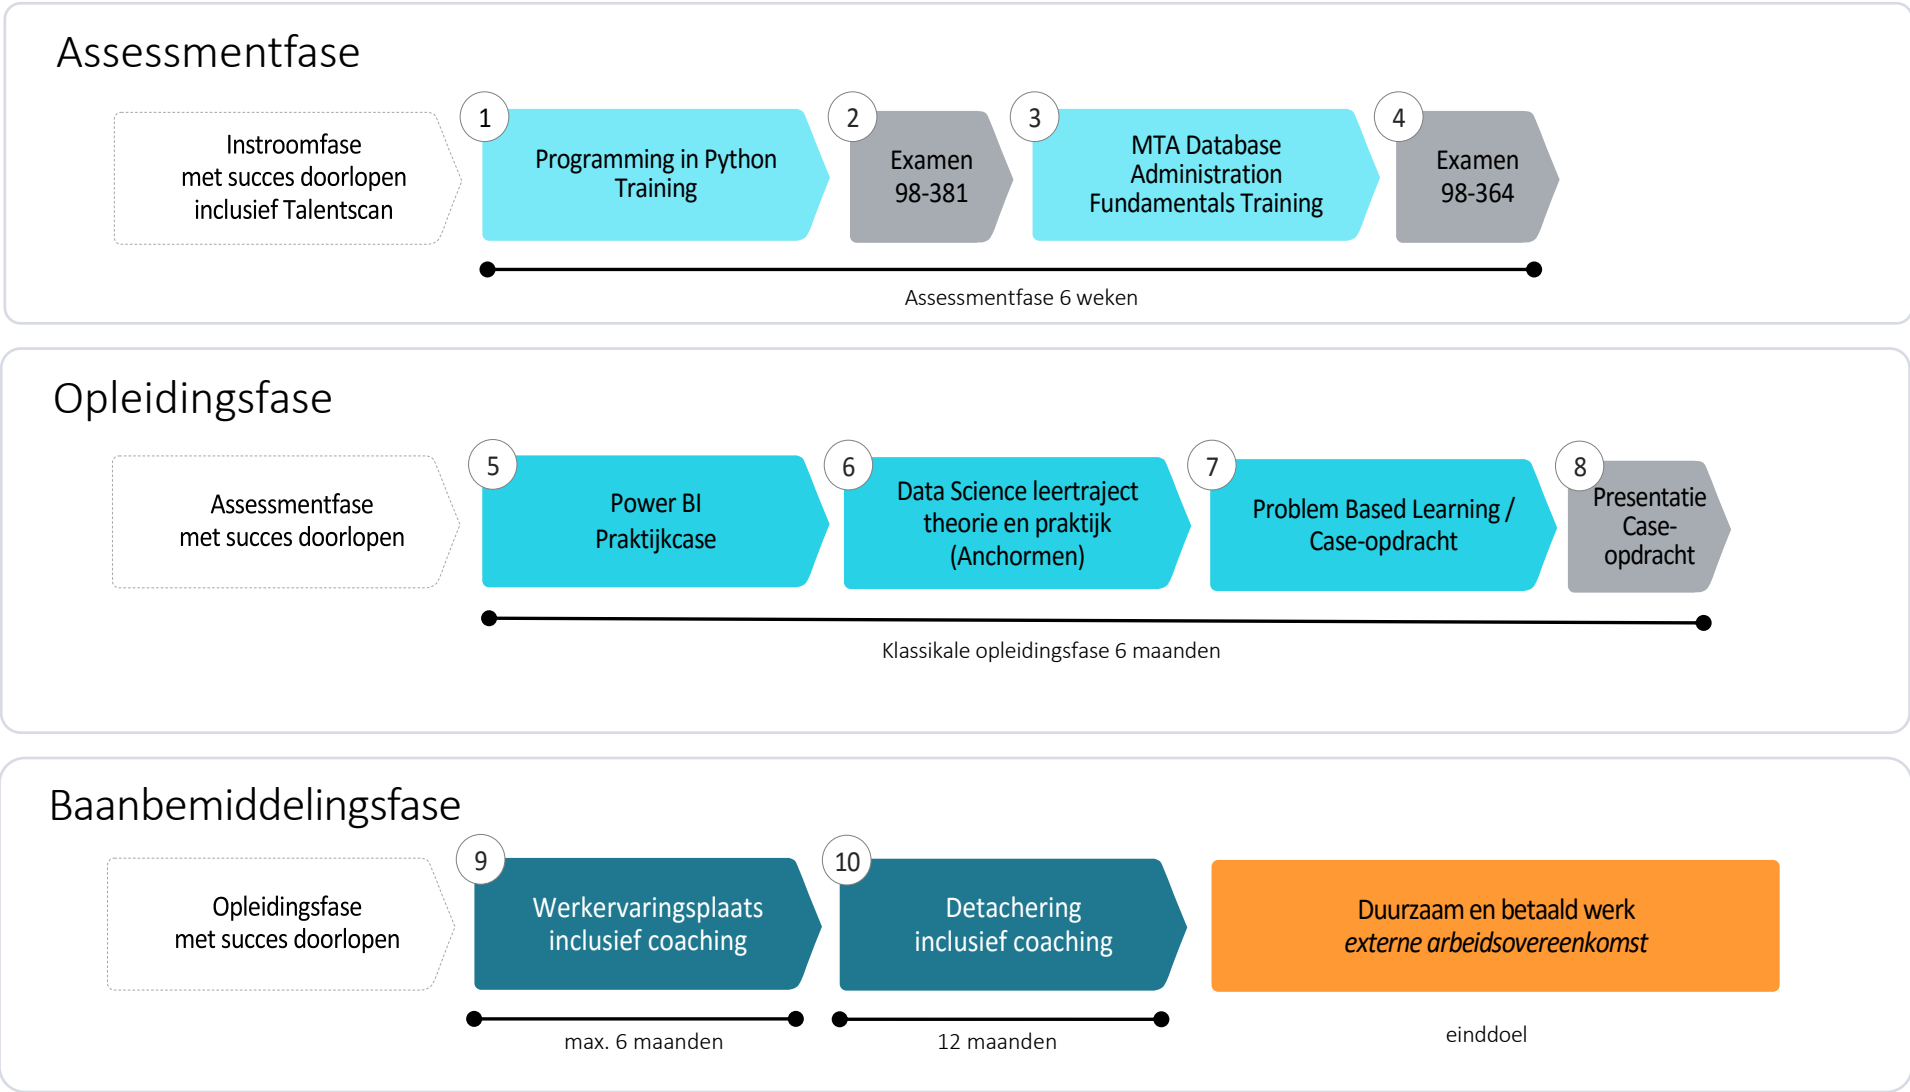 Assessmentfase
Instroomfase
met succes doorlopen
inclusief Talentscan
1
Programming in Python
Training
2
Examen
98-381
3
MTA Database
Administration
Fundamentals Training
4
Examen
98-364
Assessmentfase 6 weken
Opleidingsfase
Assessmentfase
met succes doorlopen
5
Power BI
Praktijkcase
6
Data Science leertraject
theorie en praktijk
(Anchormen)
7
Problem Based Learning /
Case-opdracht
8
Presentatie
Case-
opdracht
Klassikale opleidingsfase 6 maanden
Baanbemiddelingsfase
Opleidingsfase
met succes doorlopen
9
Werkervaringsplaats
inclusief coaching
10
Detachering
inclusief coaching
Duurzaam en betaald werk
externe arbeidsovereenkomst
max. 6 maanden
12 maanden
einddoel